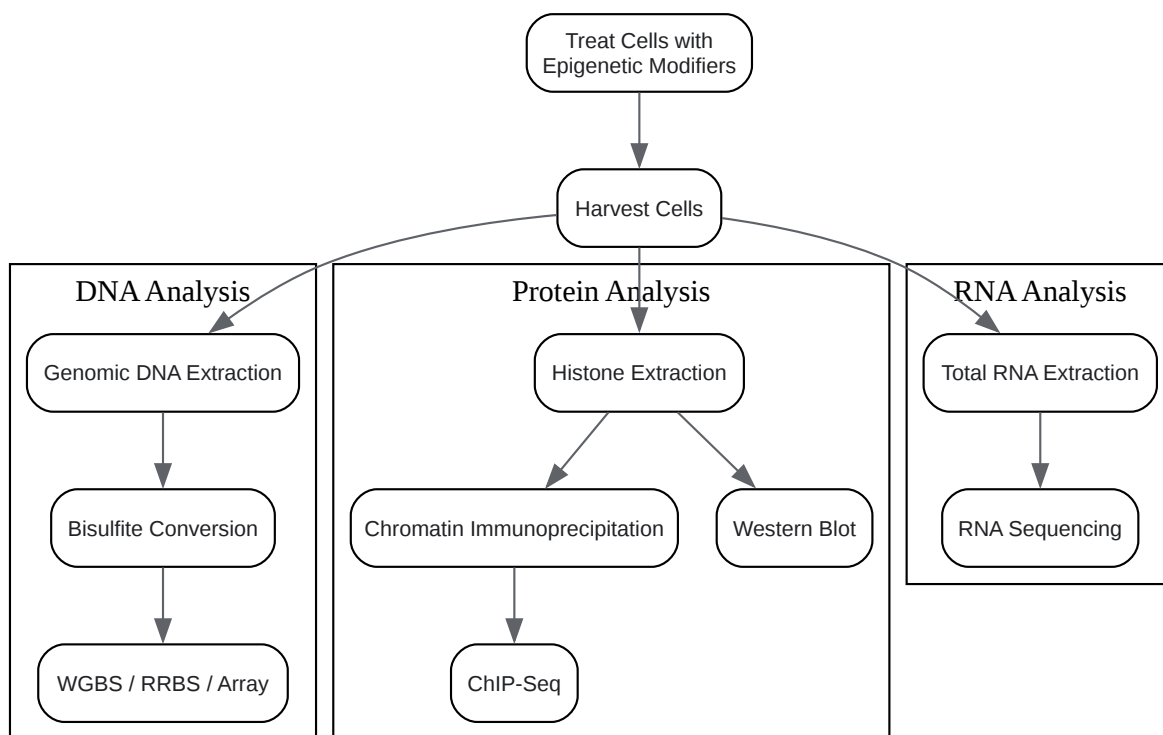 Treat Cells with
Epigenetic Modifiers
Harvest Cells
DNA Analysis
Protein Analysis
RNA Analysis
Genomic DNA Extraction
Histone Extraction
Total RNA Extraction
Bisulfite Conversion
Chromatin Immunoprecipitation
Western Blot
RNA Sequencing
WGBS / RRBS / Array
ChIP-Seq